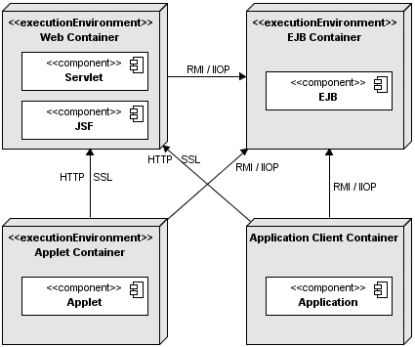 <<executionEnvironment>>
Web Container
<<component>>
Servlet
<<component>>
JSF
RMI / IIOP
<<executionEnvironment>>
EJB Container
<<component>>
EJB
HTTP SSL
HTTP SSL
RMI / IIOP
RMI / IIOP
<<executionEnvironment>>
Applet Container
<<component>>
Applet
Application Client Container
<<component>>
Application